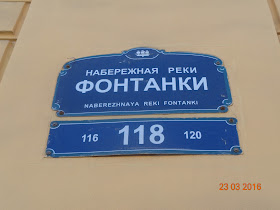 НАБЕРЕЖНАЯ РЕКИ
ФОНТАНКИ
NABEREZHNAYA REKI FONTANKI
116 118 120
23 03 2016